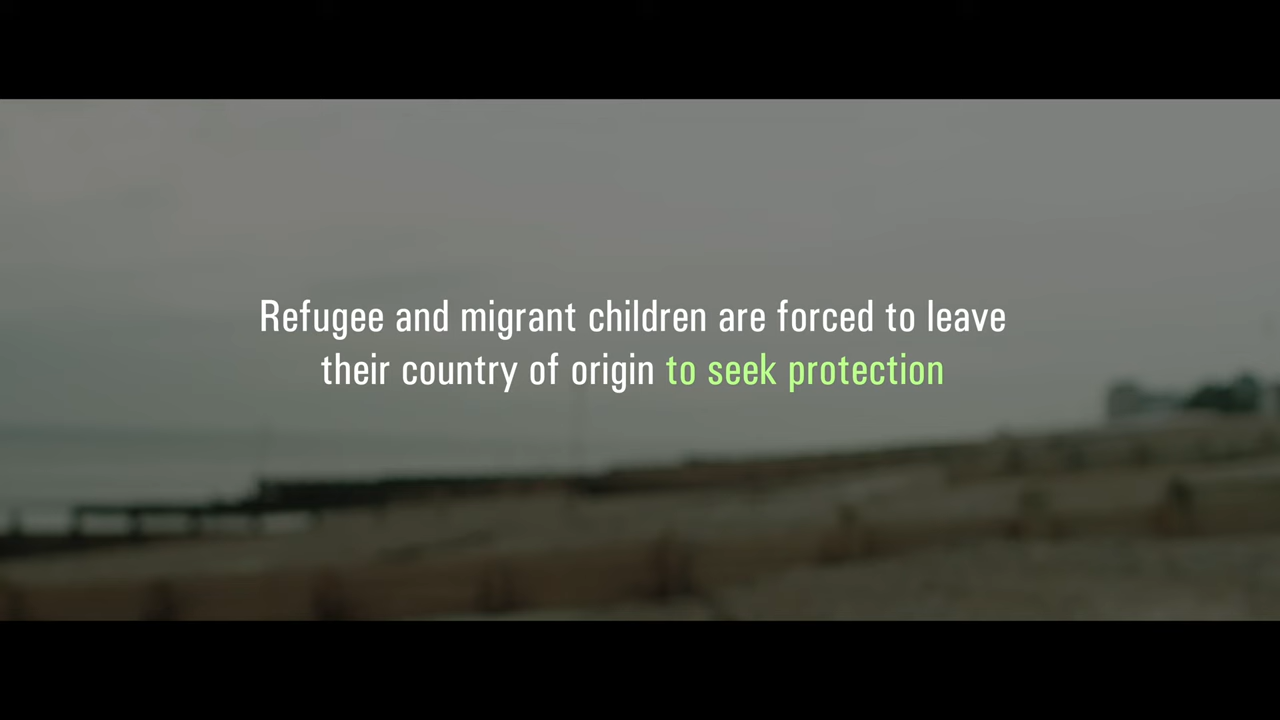 Refugee and migrant children are forced to leave
their country of origin to seek protection